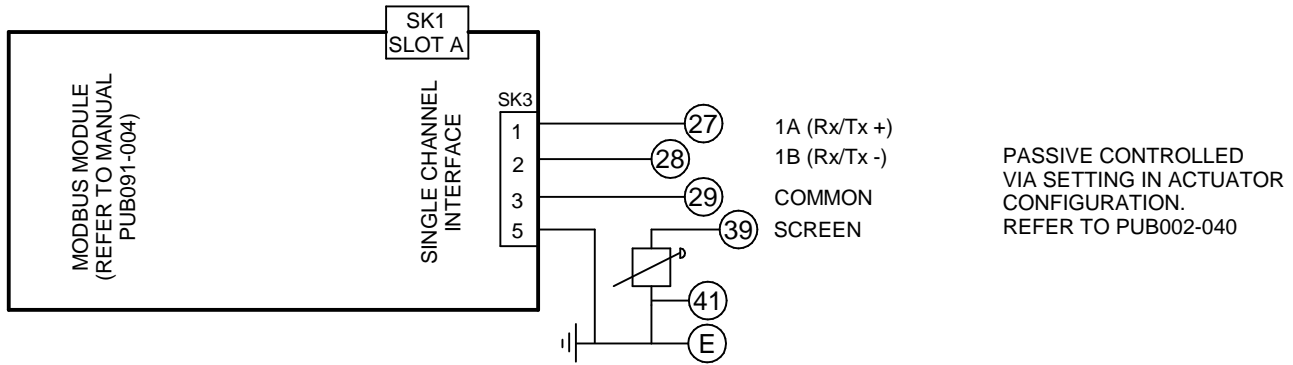 SK1
SLOT A
MODBUS MODULE
(REFER TO MANUAL
PUB091-004)
SINGLE CHANNEL
INTERFACE
SK3
1
2
3
5
27
1A (Rx/Tx +)
28
1B (Rx/Tx -)
29
COMMON
39
SCREEN
41
E
PASSIVE CONTROLLED
VIA SETTING IN ACTUATOR
CONFIGURATION.
REFER TO PUB002-040